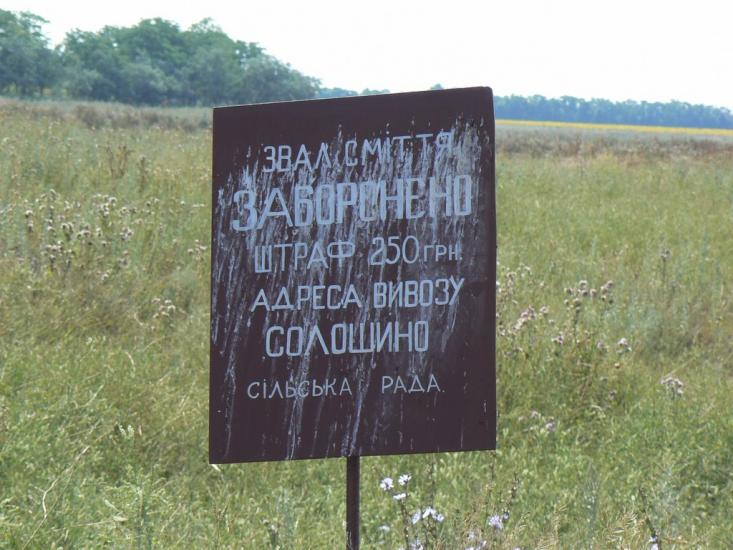 ЗВАЛ СМІТТЯ
ЗАБОРОНЕНО
ШТРАФ 250 ГРН.
АДРЕСА ВИВОЗУ
СОЛОШИНО
СІЛЬСЬКА РАДА.